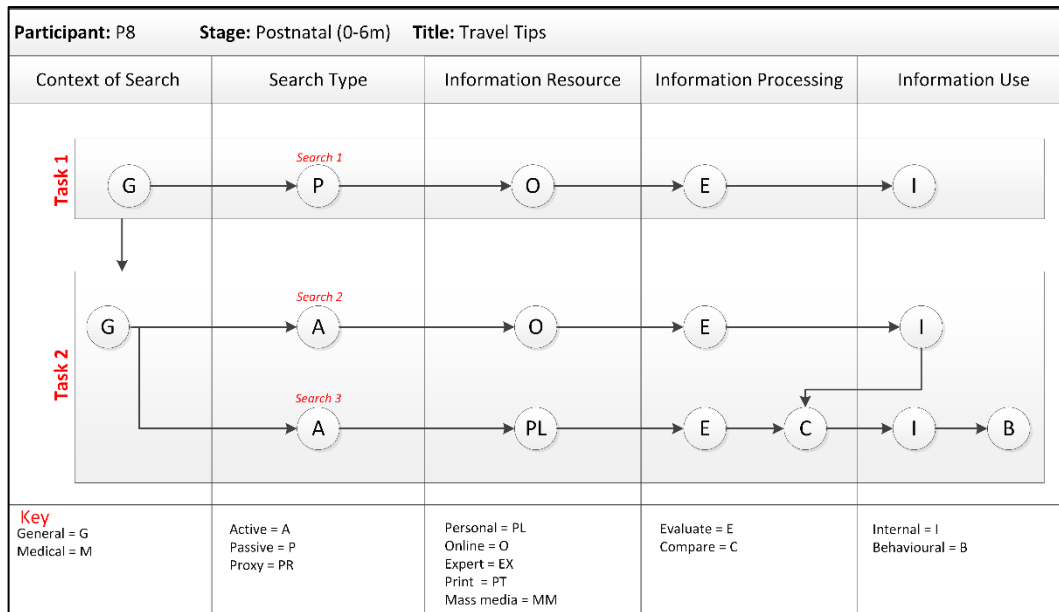 Participant: P8 Stage: Postnatal (0-6m) Title: Travel Tips
Context of Search Search Type Information Resource Information Processing Information Use
Task 1
Search 1
G P O E I
Task 2
Search 2
G A O E I
Search 3
A PL E C I B
Key
General = G
Medical = M
Active = A
Passive = P
Proxy = PR
Personal = PL
Online = O
Expert = EX
Print = PT
Mass media = MM
Evaluate = E
Compare = C
Internal = I
Behavioural = B